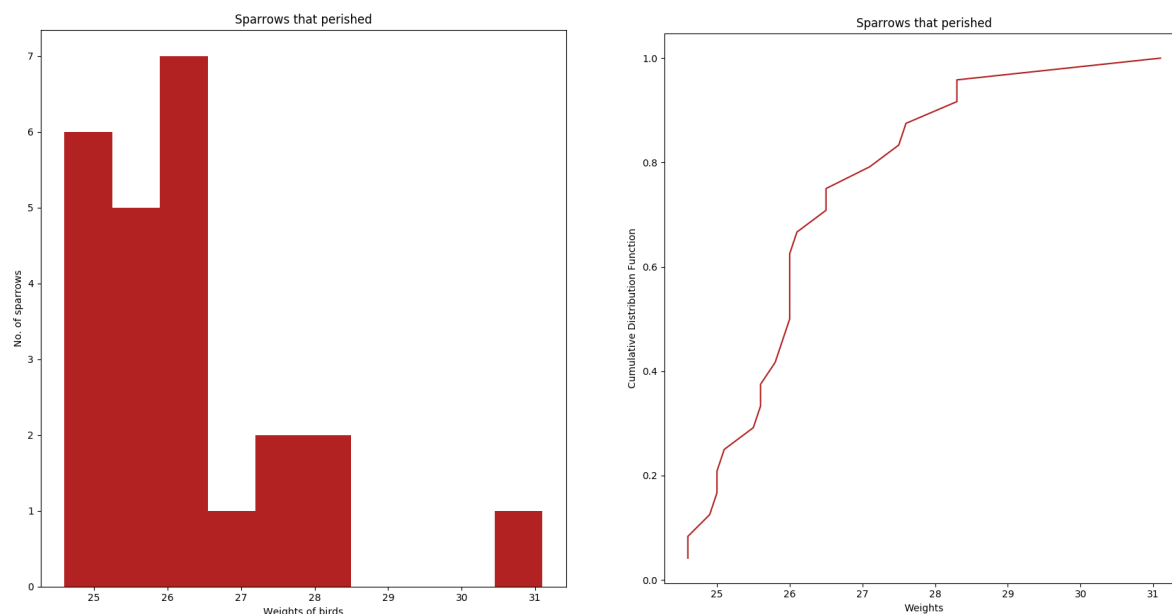 Sparrows that perished
No. of sparrows
7
6
5
4
3
2
1
0
25 26 27 28 29 30 31
Weights of birds
Sparrows that perished
Cumulative Distribution Function
1.0
0.8
0.6
0.4
0.2
0.0
25 26 27 28 29 30 31
Weights